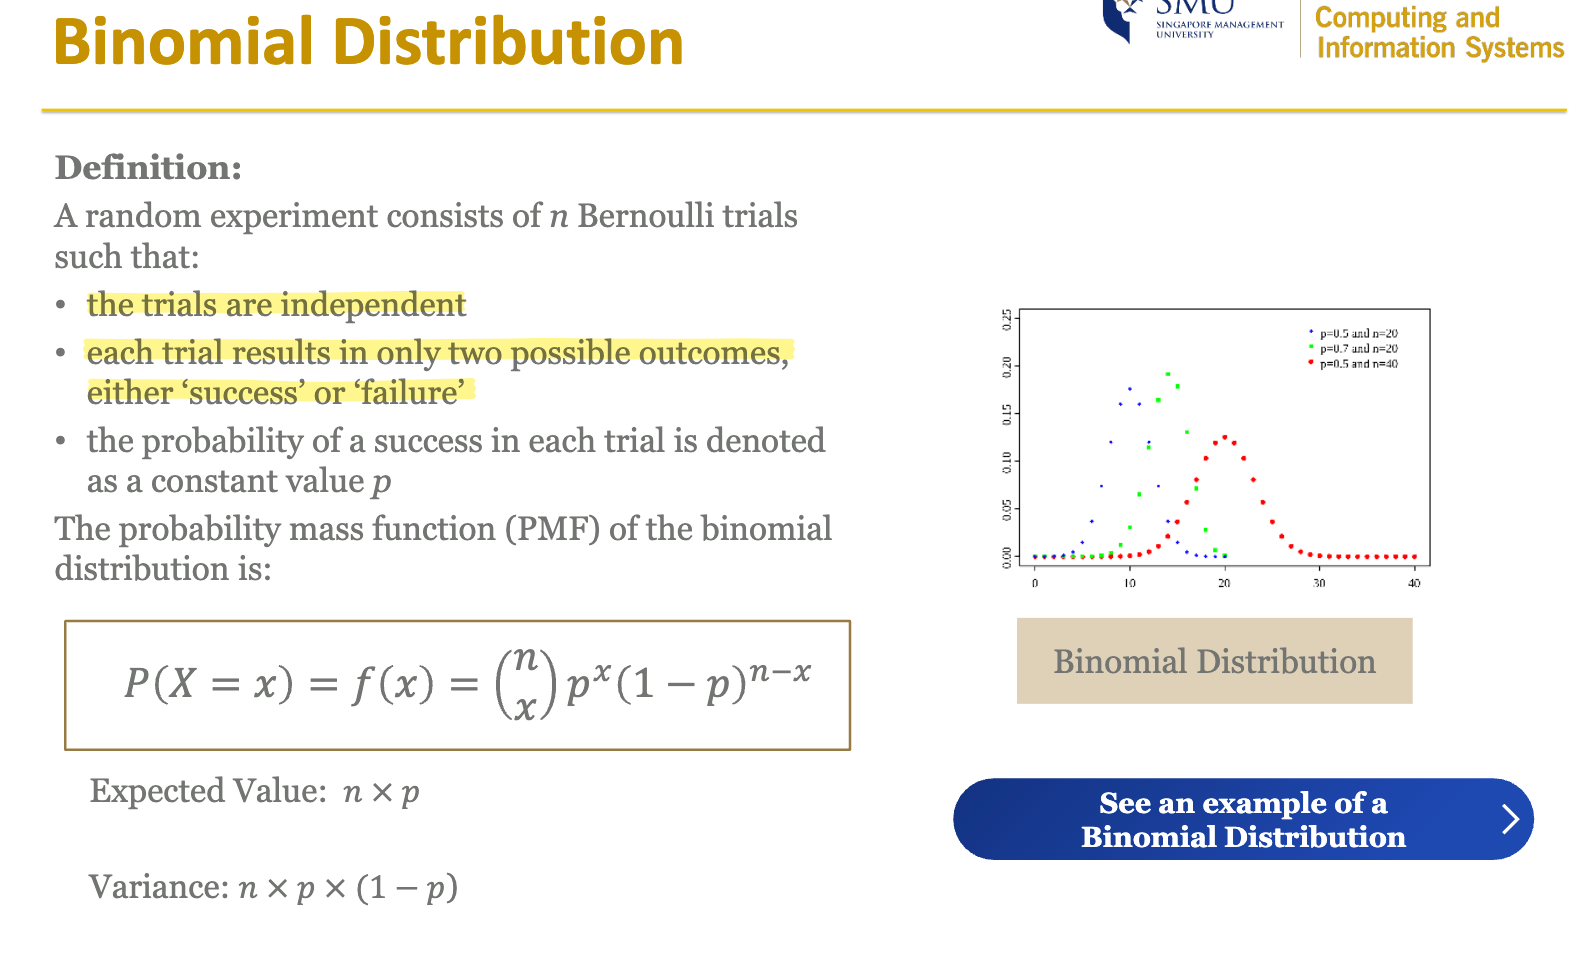 Binomial Distribution
SMU
SINGAPORE MANAGEMENT
UNIVERSITY
Computing and
Information Systems
Definition:
A random experiment consists of n Bernoulli trials
such that:
• the trials are independent
• each trial results in only two possible outcomes,
either ‘success’ or ‘failure’
• the probability of a success in each trial is denoted
as a constant value p
The probability mass function (PMF) of the binomial
distribution is:
P(X = x) = f(x) = (n x) pˣ(1 − p)ⁿ⁻ˣ
Expected Value: n × p
Variance: n × p × (1 − p)
0.25
0.20
0.15
0.10
0.05
0.00
p=0.5 and n=20
p=0.7 and n=20
p=0.5 and n=40
0 10 20 30 40
Binomial Distribution
See an example of a
Binomial Distribution